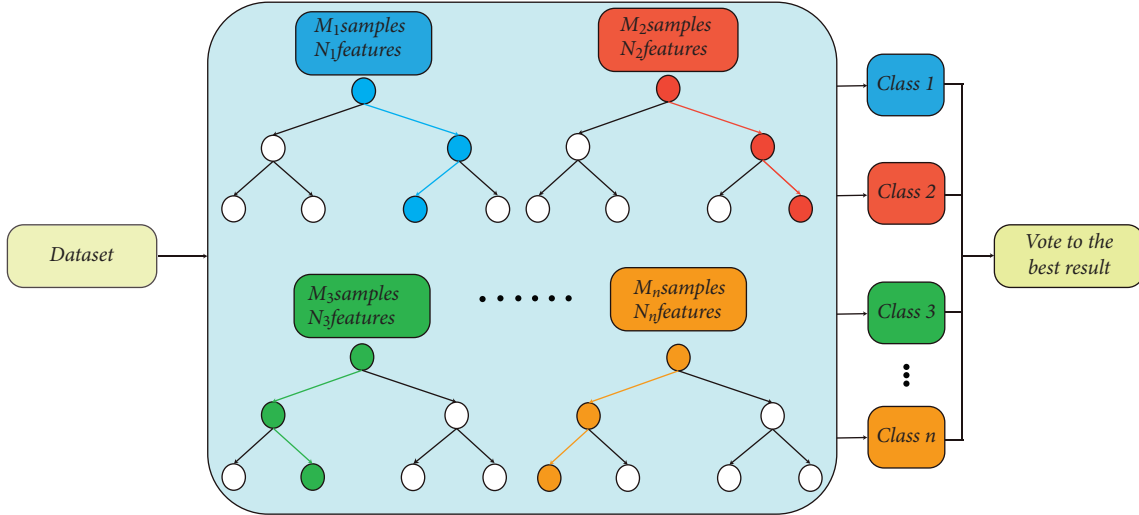 Dataset
M₁samples
N₁features
M₂samples
N₂features
M₃samples
N₃features
Mₙsamples
Nₙfeatures
Class 1
Class 2
Class 3
Class n
Vote to the
best result